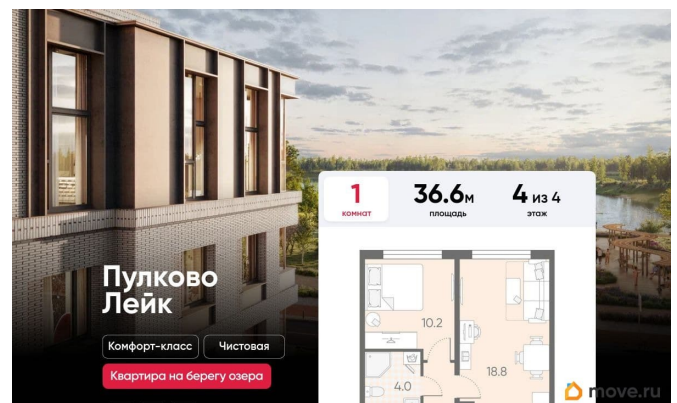 1
комнат
36.6м
площадь
4 из 4
этаж
Пулково
Лейк
Комфорт-класс
Чистовая
Квартира на берегу озера
10.2
18.8
4.0
move.ru